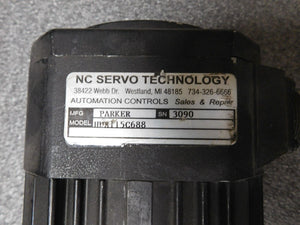 NC SERVO TECHNOLOGY
38422 Webb Dr. Westland, MI 48185 734-326-6666
AUTOMATION CONTROLS Sales & Repair
MFG PARKER SN 3090
MODEL